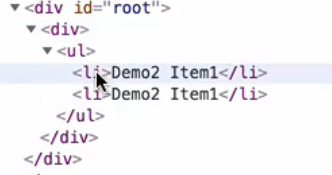 ▼<div id="root">
▼<div>
▼<ul>
<li>Demo2 Item1</li>
<li>Demo2 Item1</li>
</ul>
</div>
</div>